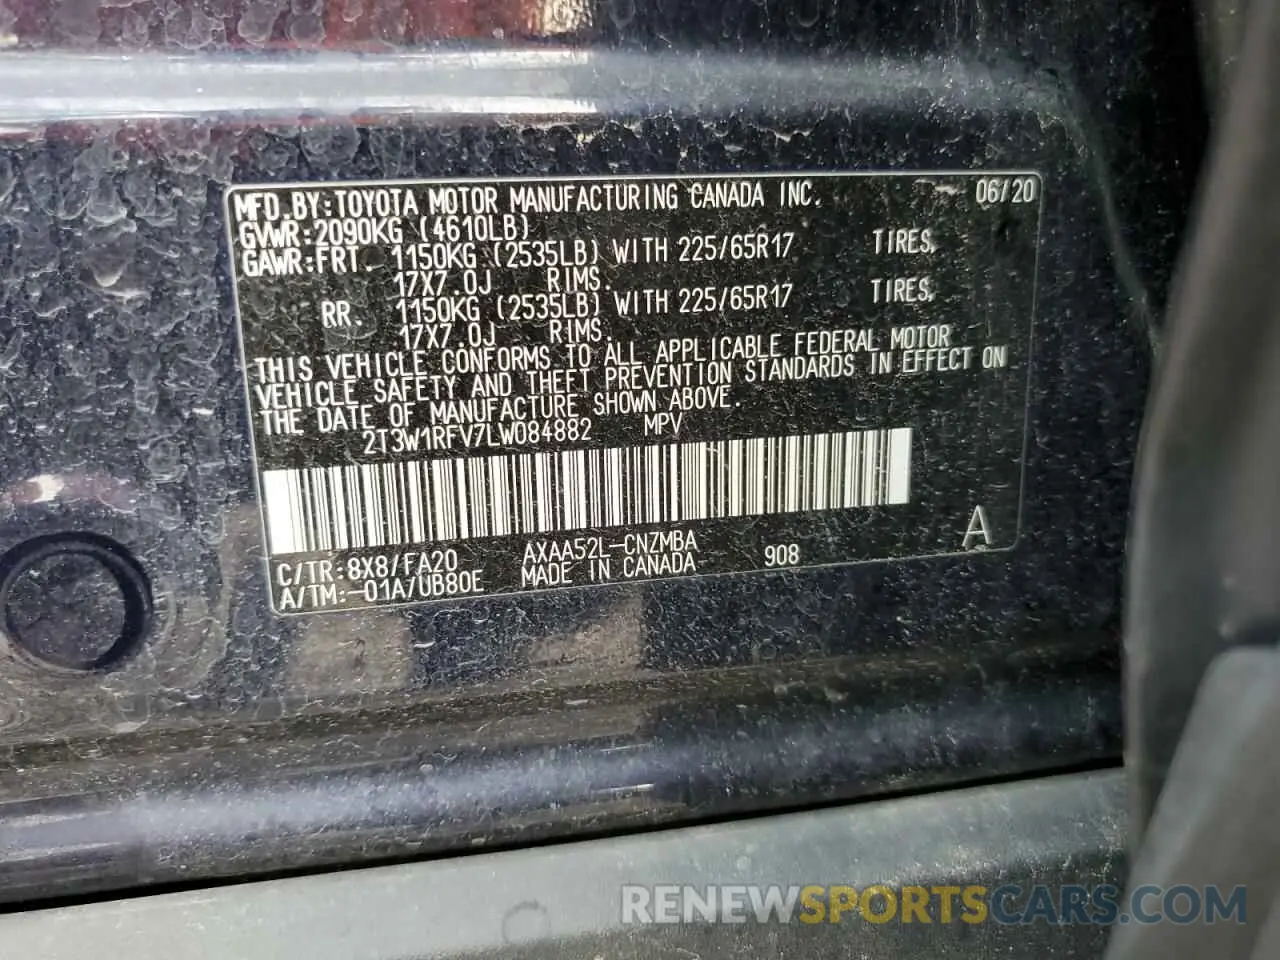 MFD.BY:TOYOTA MOTOR MANUFACTURING CANADA INC. 06/20
GVWR:2090KG (4610LB)
GAWR:FRT. 1150KG (2535LB) WITH 225/65R17 TIRES,
17X7.0J RIMS.
RR. 1150KG (2535LB) WITH 225/65R17 TIRES,
17X7.0J RIMS.
THIS VEHICLE CONFORMS TO ALL APPLICABLE FEDERAL MOTOR
VEHICLE SAFETY AND THEFT PREVENTION STANDARDS IN EFFECT ON
THE DATE OF MANUFACTURE SHOWN ABOVE.
2T3W1RFV7LW084882 MPV
C/TR:8X8/FA20 AXAA52L-CNZMBA 908 A
A/TM:-01A/UB80E MADE IN CANADA
RENEWSPORTSCARS.COM